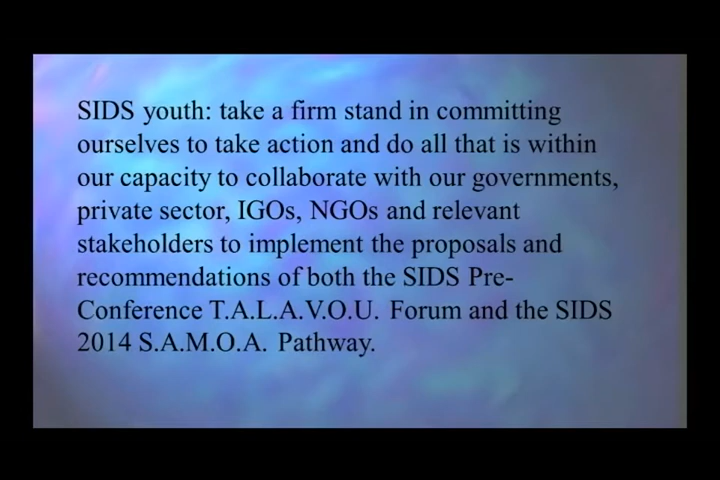 SIDS youth: take a firm stand in committing
ourselves to take action and do all that is within
our capacity to collaborate with our governments,
private sector, IGOs, NGOs and relevant
stakeholders to implement the proposals and
recommendations of both the SIDS Pre-
Conference T.A.L.A.V.O.U. Forum and the SIDS
2014 S.A.M.O.A. Pathway.